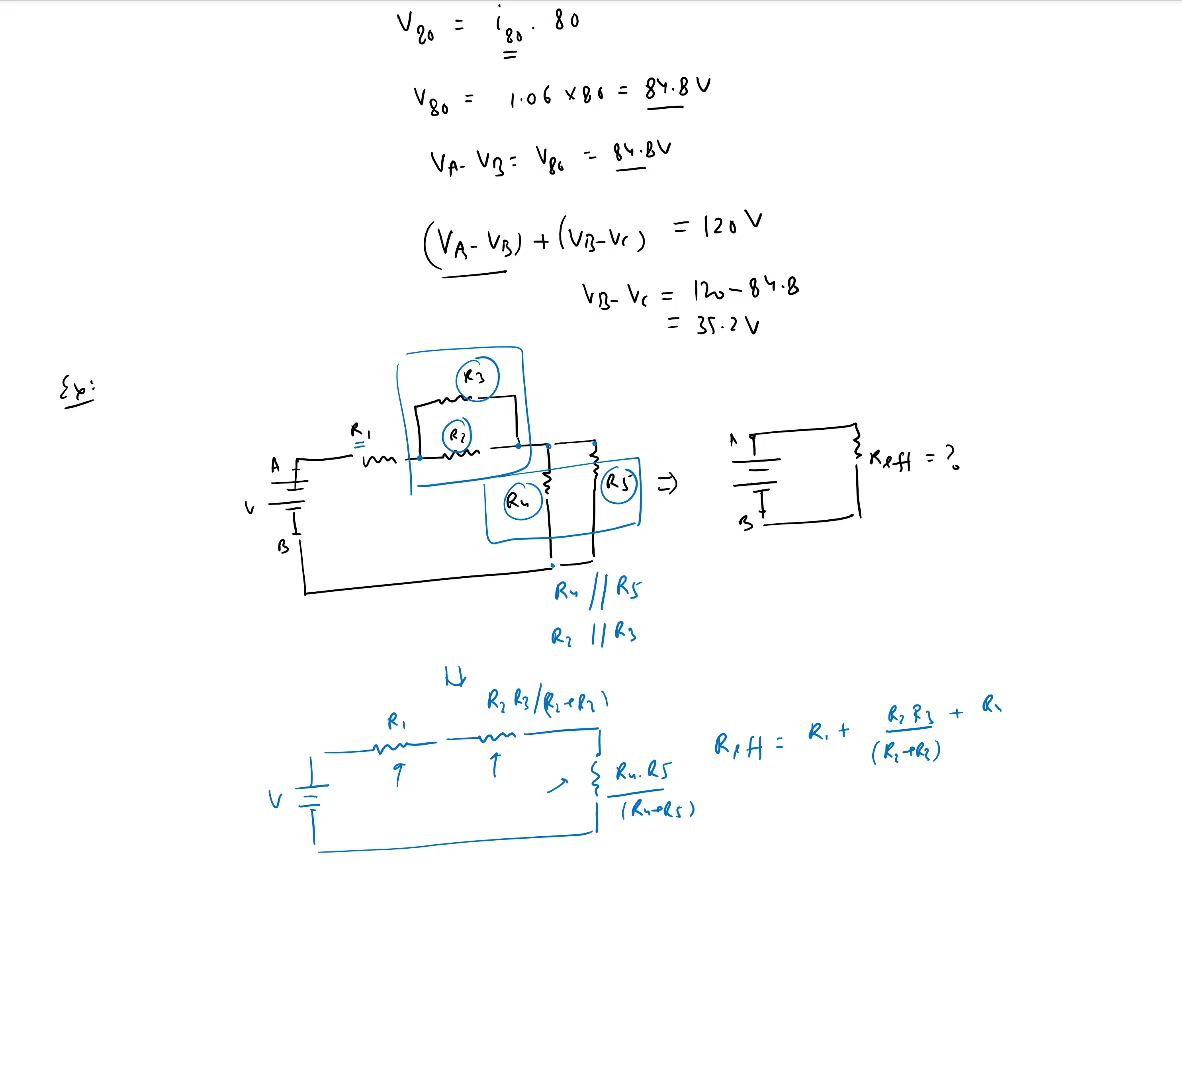 V80 = i80 . 80
V80 = 1.06 x 80 = 84.8 V
VA - VB = V80 = 84.8V
(VA - VB) + (VB - VC) = 120 V
VB - VC = 120 - 84.8
= 35.2 V
Ex:
R3
R1
R2
A
V
B
R4
R5
⇒
A
B
Reff = ?
R4 // R5
R2 // R3
⇓
R1
R2 R3/(R2+R3)
V
R4.R5
(R4+R5)
Reff = R1 + R2 R3 / (R2+R3) + R